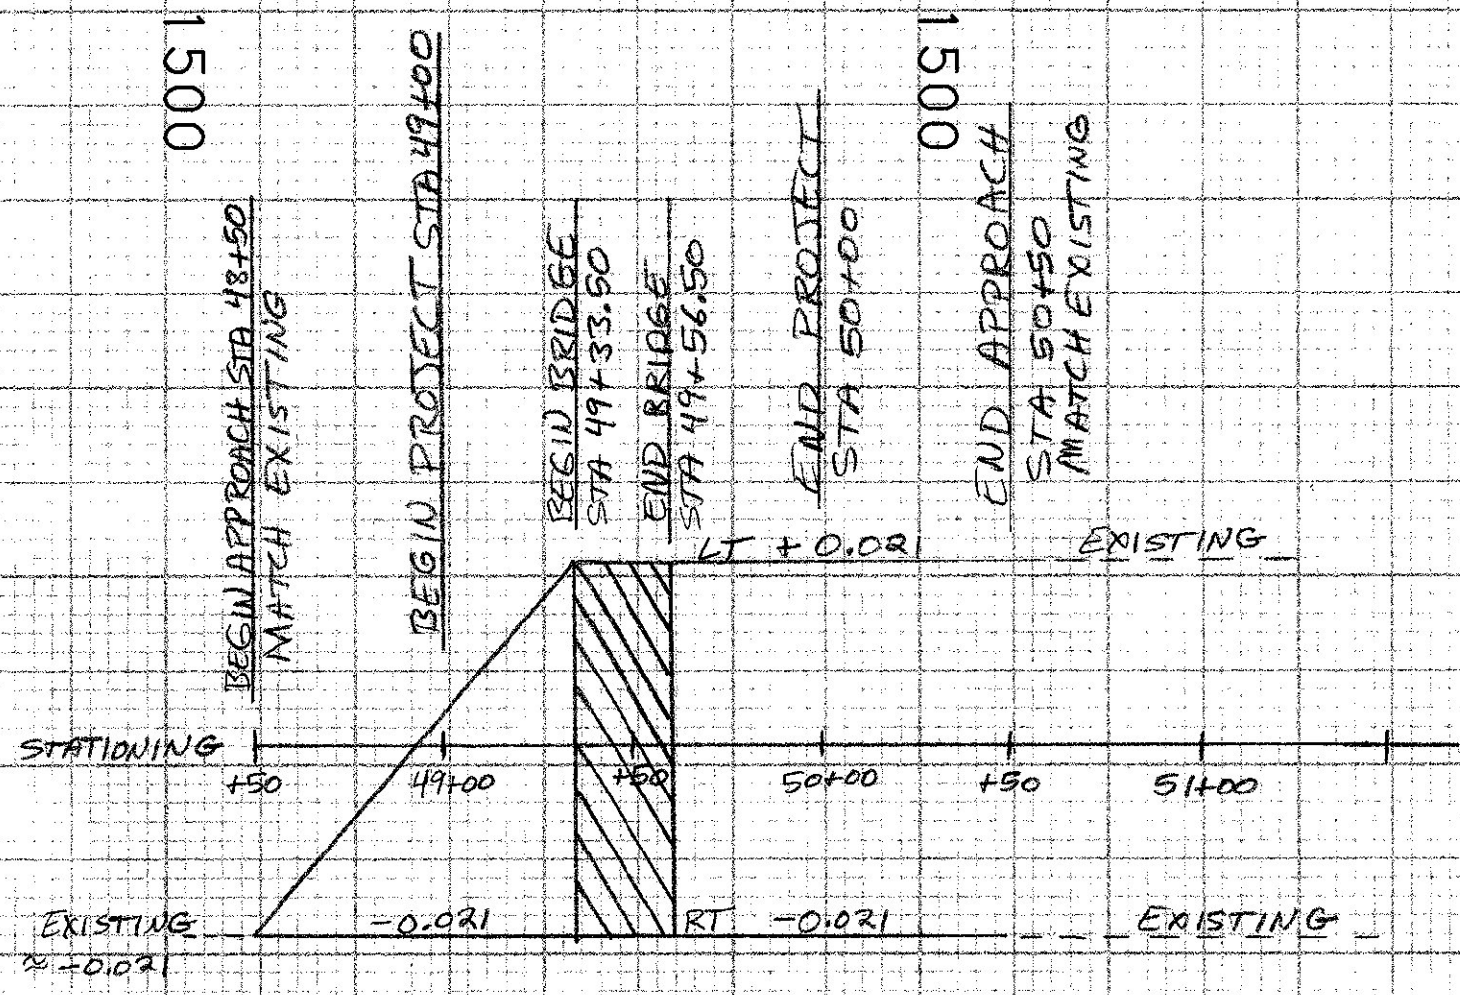 1500
1500
BEGIN APPROACH STA 48+50
MATCH EXISTING
BEGIN PROJECT STA 49+00
BEGIN BRIDGE
STA 49+33.50
END BRIDGE
STA 49+56.50
END PROJECT
STA 50+00
END APPROACH
STA 50+50
MATCH EXISTING
LT + 0.021
EXISTING
STATIONING
+50
49+00
+50
50+00
+50
51+00
EXISTING
≈ -0.021
-0.021
RT -0.021
EXISTING